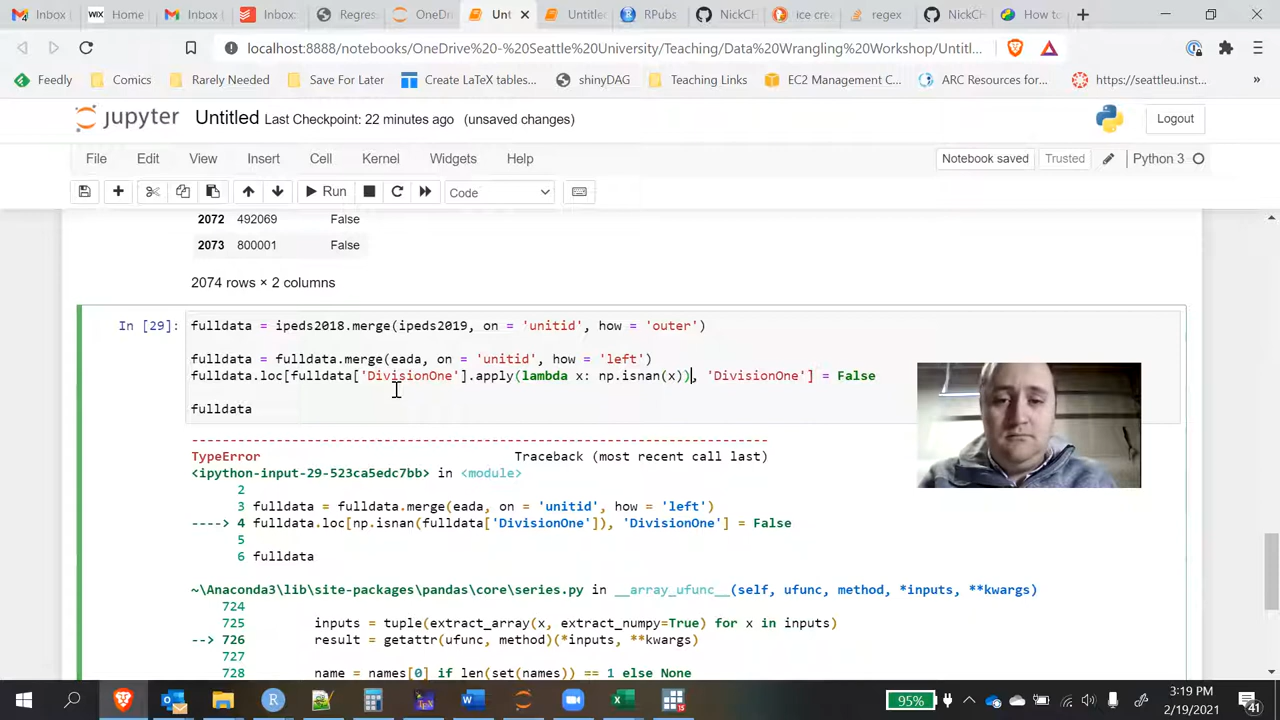 Inbox
Home
Inbox
Inbox:
Regres
OneDri
Unt
Untitled
RPubs
NickCH
ice crea
regex
NickCH
How to
localhost:8888/notebooks/OneDrive%20-%20Seattle%20University/Teaching/Data%20Wrangling%20Workshop/Untitl...
Feedly
Comics
Rarely Needed
Save For Later
Create LaTeX tables...
shinyDAG
Teaching Links
EC2 Management C...
ARC Resources for...
https://seattleu.inst...
»
jupyter
Untitled Last Checkpoint: 22 minutes ago (unsaved changes)
Logout
File Edit View Insert Cell Kernel Widgets Help
Notebook saved
Trusted
Python 3
Run
Code
2072 492069 False
2073 800001 False
2074 rows × 2 columns
In [29]:
fulldata = ipeds2018.merge(ipeds2019, on = 'unitid', how = 'outer')
fulldata = fulldata.merge(eada, on = 'unitid', how = 'left')
fulldata.loc[fulldata['DivisionOne'].apply(lambda x: np.isnan(x)), 'DivisionOne'] = False
fulldata
---------------------------------------------------------------------------
TypeError Traceback (most recent call last)
<ipython-input-29-523ca5edc7bb> in <module>
2
3 fulldata = fulldata.merge(eada, on = 'unitid', how = 'left')
----> 4 fulldata.loc[np.isnan(fulldata['DivisionOne']), 'DivisionOne'] = False
5
6 fulldata
~\Anaconda3\lib\site-packages\pandas\core\series.py in __array_ufunc__(self, ufunc, method, *inputs, **kwargs)
724
725 inputs = tuple(extract_array(x, extract_numpy=True) for x in inputs)
--> 726 result = getattr(ufunc, method)(*inputs, **kwargs)
727
728 name = names[0] if len(set(names)) == 1 else None
95%
3:19 PM
2/19/2021
41